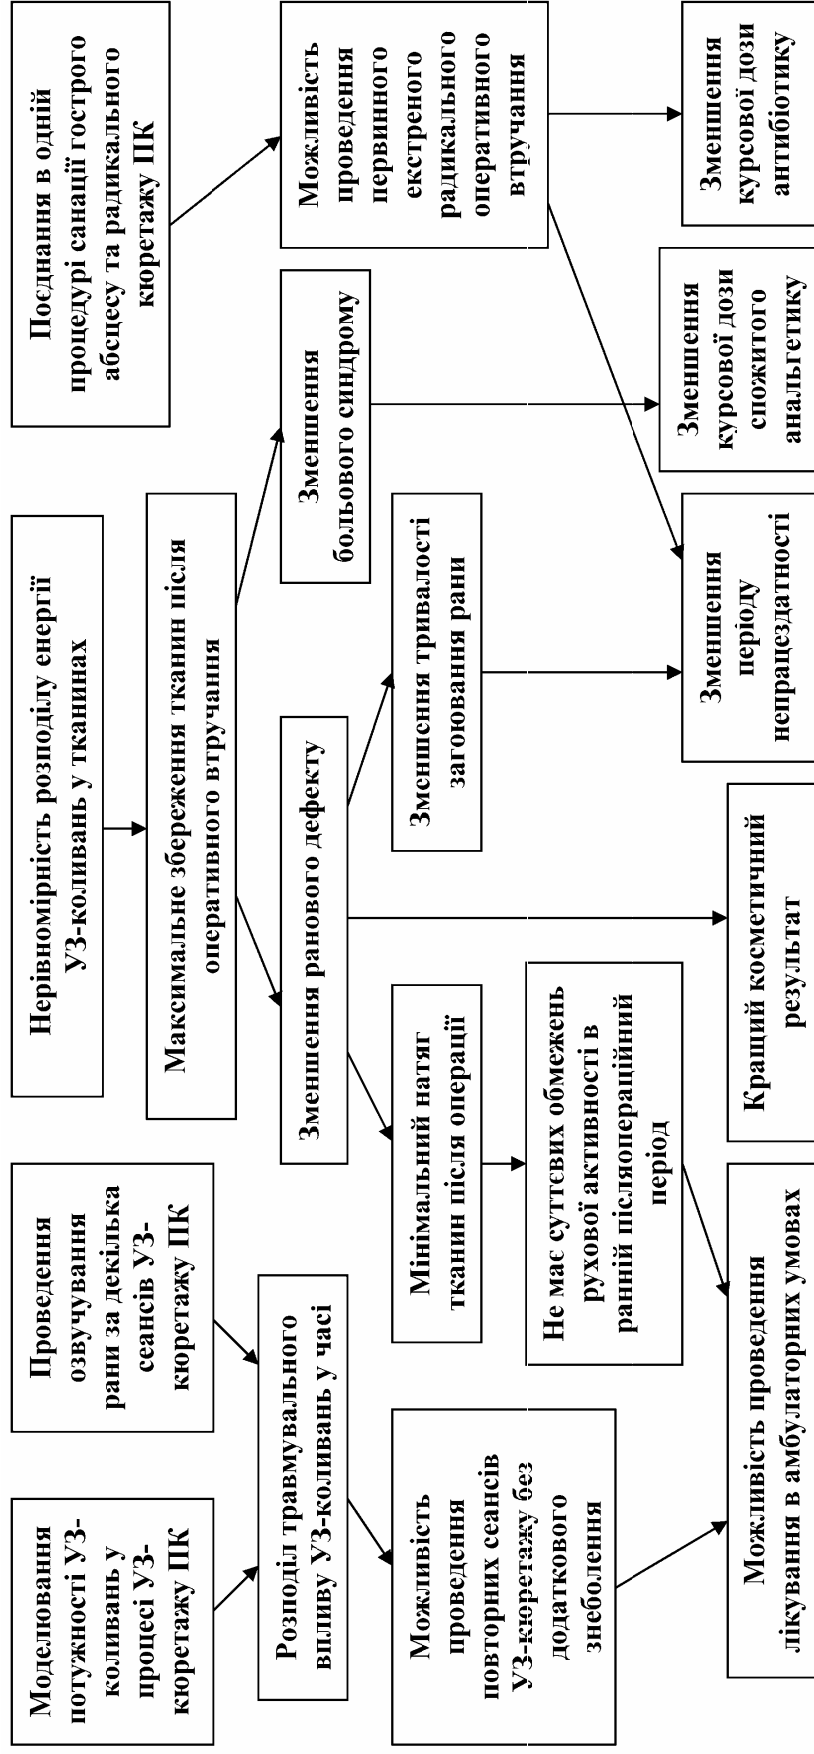 Моделювання
потужності УЗ-
коливань у
процесі УЗ-
кюретажу ПК
Проведення
озвучування
рани за декілька
сеансів УЗ-
кюретажу ПК
Нерівномірність розподілу енергії
УЗ-коливань у тканинах
Поєднання в одній
процедурі санації гострого
абсцесу та радикального
кюретажу ПК
Максимальне збереження тканин після
оперативного втручання
Розподіл травмувального
впливу УЗ-коливань у часі
Зменшення ранового дефекту
Зменшення
больового синдрому
Можливість
проведення
первинного
екстреного
радикального
оперативного
втручання
Можливість
проведення
повторних сеансів
УЗ-кюретажу без
додаткового
знеболення
Мінімальний натяг
тканин після операції
Зменшення тривалості
загоювання рани
Не має суттєвих обмежень
рухової активності в
ранній післяопераційний
період
Можливість проведення
лікування в амбулаторних умовах
Кращий косметичний
результат
Зменшення
періоду
непрацездатності
Зменшення
курсової дози
спожитого
анальгетику
Зменшення
курсової дози
антибіотику